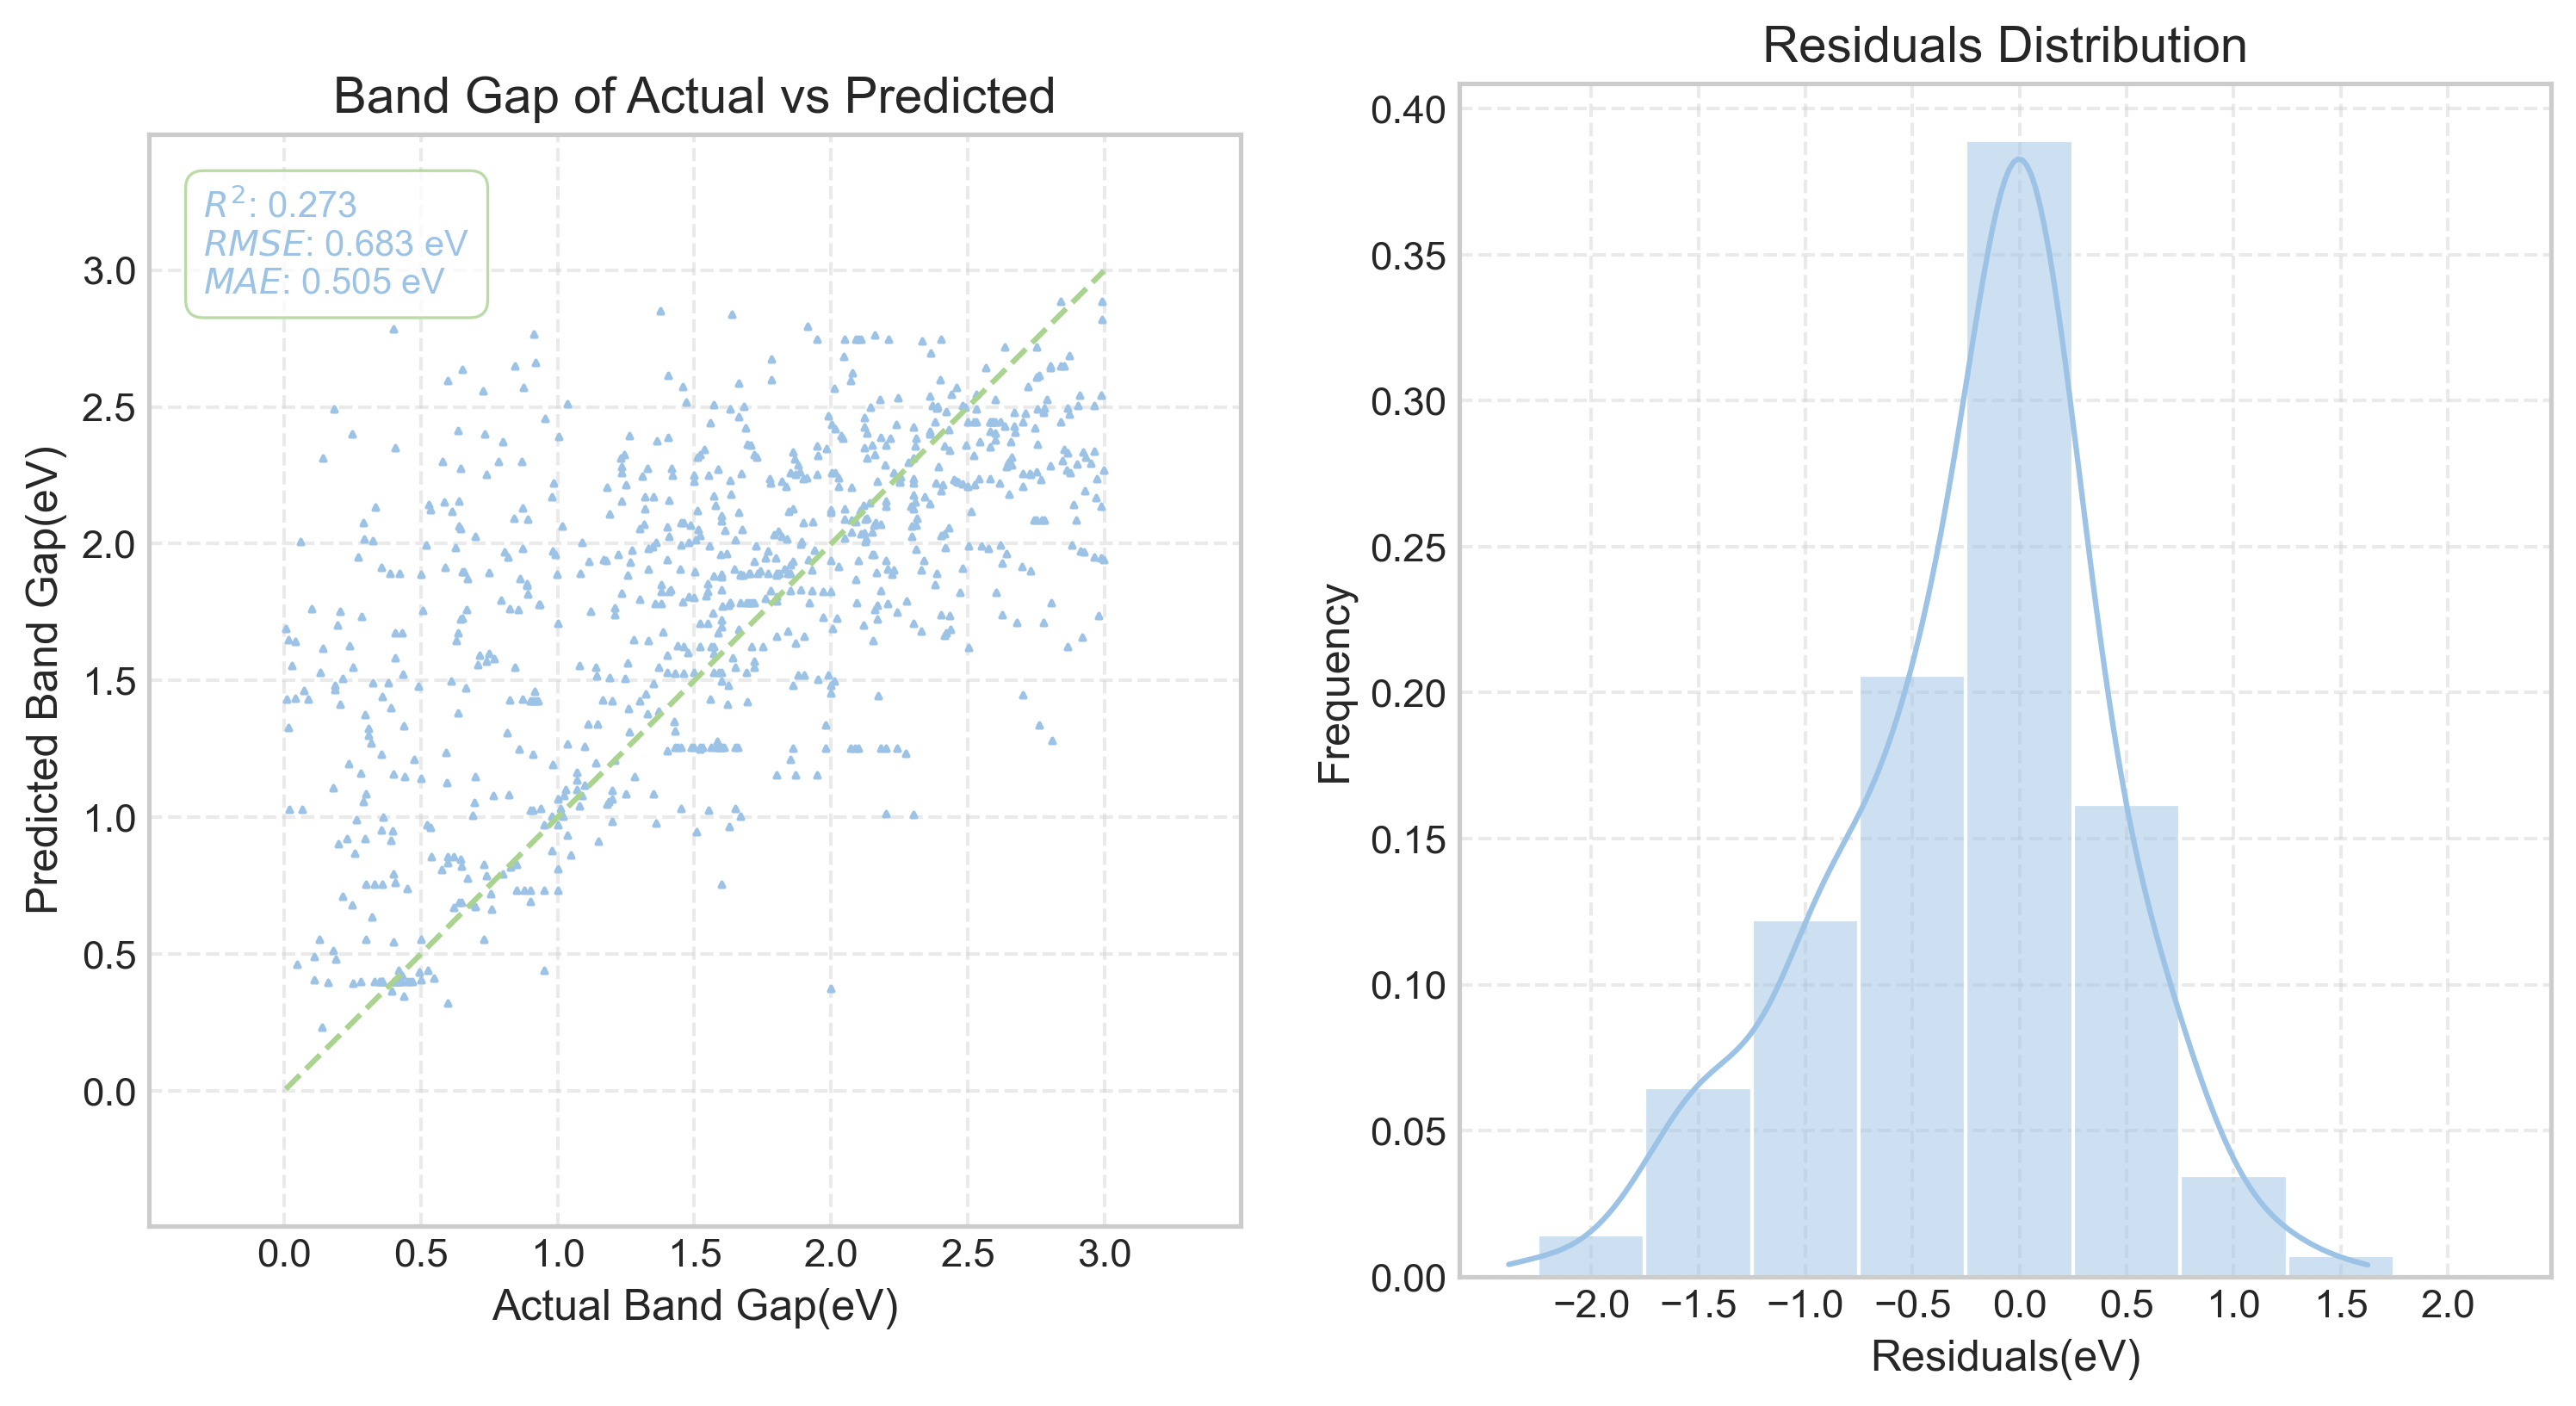 Band Gap of Actual vs Predicted
R²: 0.273
RMSE: 0.683 eV
MAE: 0.505 eV
Predicted Band Gap(eV)
3.0
2.5
2.0
1.5
1.0
0.5
0.0
0.0 0.5 1.0 1.5 2.0 2.5 3.0
Actual Band Gap(eV)
Residuals Distribution
Frequency
0.40
0.35
0.30
0.25
0.20
0.15
0.10
0.05
0.00
−2.0 −1.5 −1.0 −0.5 0.0 0.5 1.0 1.5 2.0
Residuals(eV)